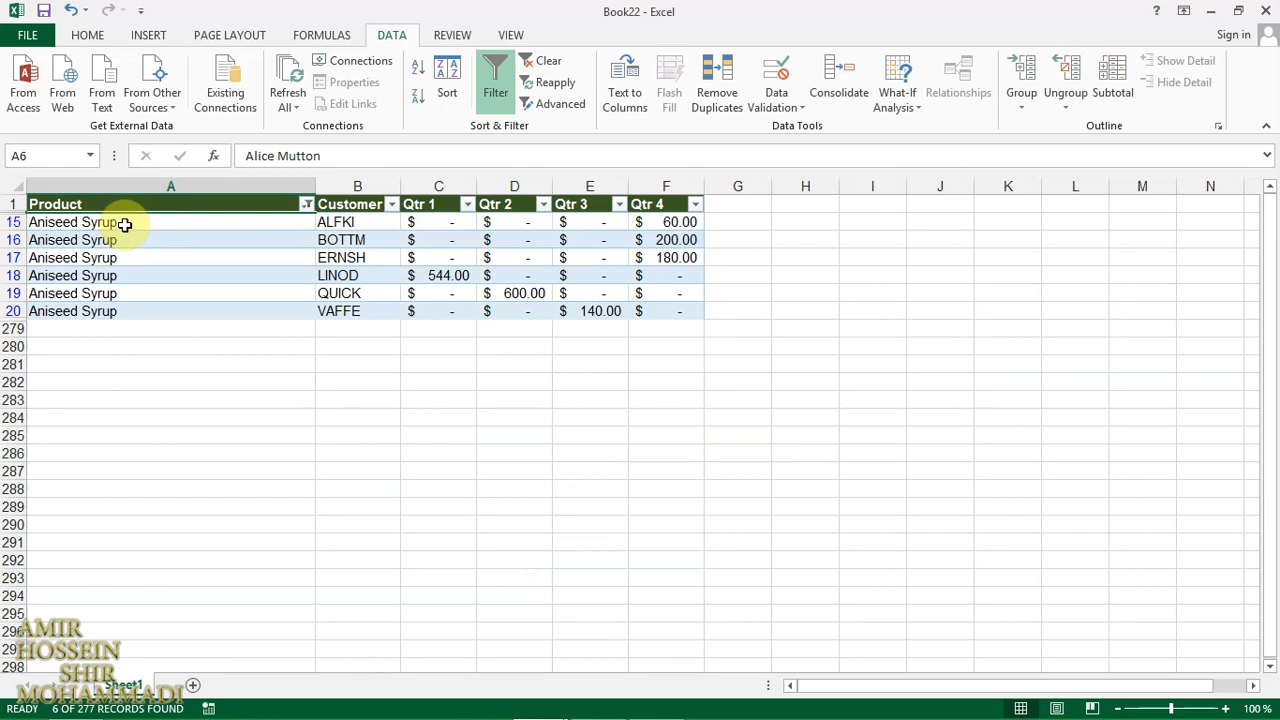 Book22 - Excel
FILE HOME INSERT PAGE LAYOUT FORMULAS DATA REVIEW VIEW Sign in
From Access From Web From Text From Other Sources Existing Connections Refresh All Connections Properties Edit Links Sort Filter Clear Reapply Advanced Text to Columns Flash Fill Remove Duplicates Data Validation Consolidate What-If Analysis Relationships Group Ungroup Subtotal Show Detail Hide Detail
Get External Data Connections Sort & Filter Data Tools Outline
A6 fx Alice Mutton
A B C D E F G H I J K L M N
1 Product Customer Qtr 1 Qtr 2 Qtr 3 Qtr 4
15 Aniseed Syrup ALFKI $ - $ - $ - $ 60.00
16 Aniseed Syrup BOTTM $ - $ - $ - $ 200.00
17 Aniseed Syrup ERNSH $ - $ - $ - $ 180.00
18 Aniseed Syrup LINOD $ 544.00 $ - $ - $ -
19 Aniseed Syrup QUICK $ - $ 600.00 $ - $ -
20 Aniseed Syrup VAFFE $ - $ - $ 140.00 $ -
279
280
281
282
283
284
285
286
287
288
289
290
291
292
293
294
295
298
AMIR
HOSSEIN
SHIR
MOHAMMADI
Sheet1
READY 6 OF 277 RECORDS FOUND 100 %